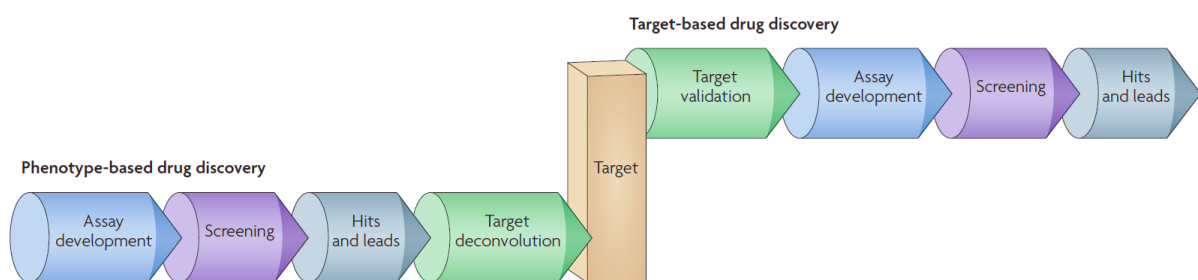 Target-based drug discovery
Target
validation
Assay
development
Screening
Hits
and leads
Phenotype-based drug discovery
Assay
development
Screening
Hits
and leads
Target
deconvolution
Target